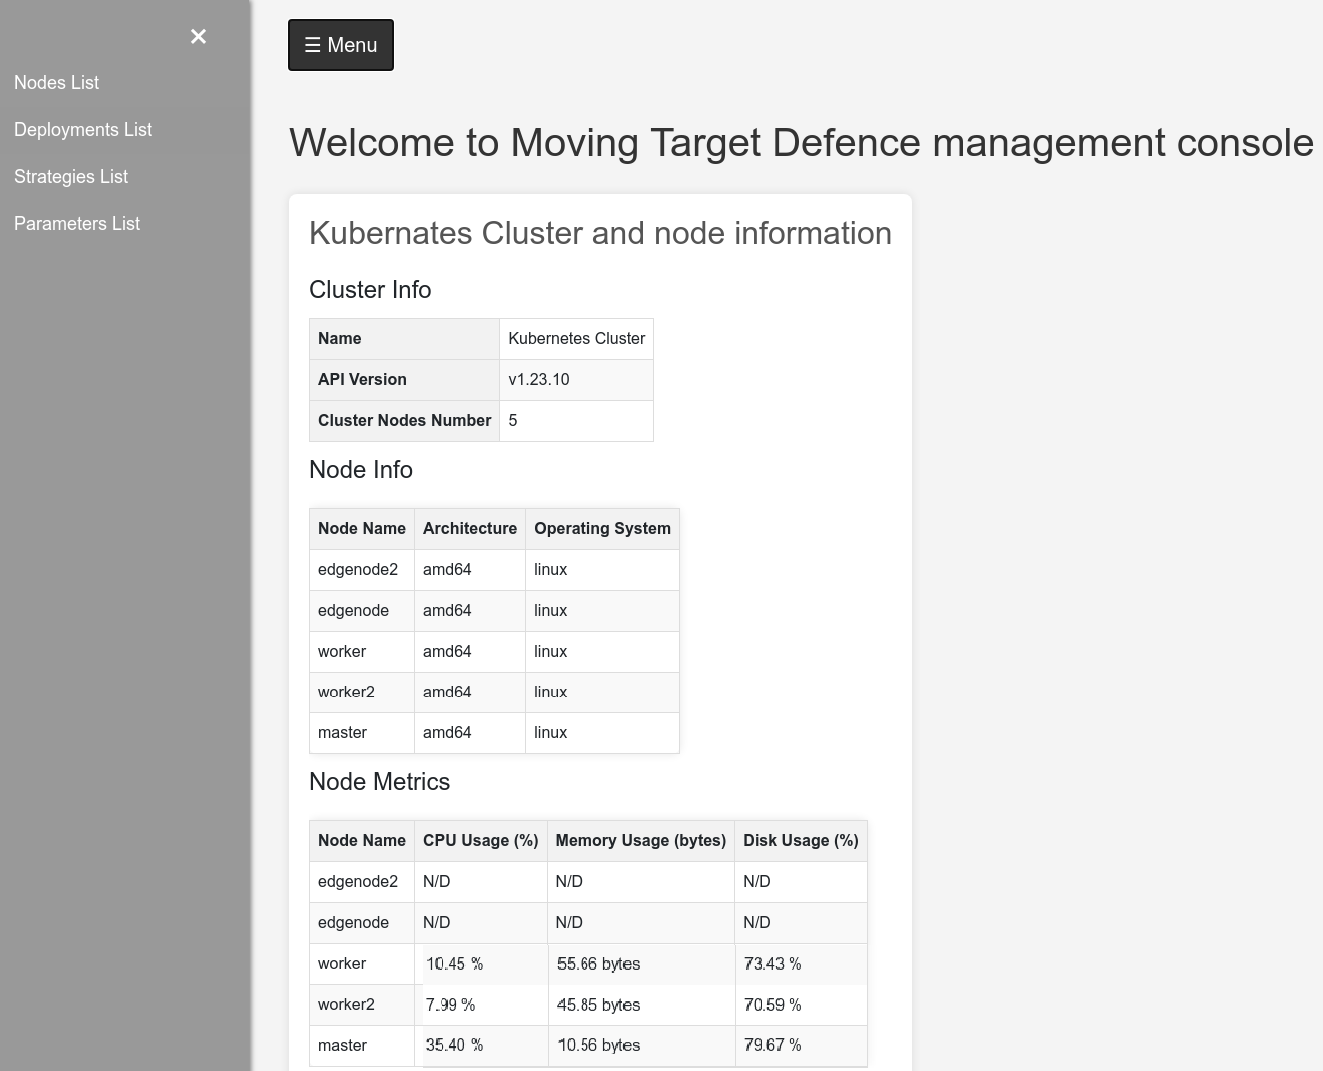 ×
Nodes List
Deployments List
Strategies List
Parameters List
☰ Menu
Welcome to Moving Target Defence management console
Kubernates Cluster and node information
Cluster Info
Name Kubernetes Cluster
API Version v1.23.10
Cluster Nodes Number 5
Node Info
Node Name Architecture Operating System
edgenode2 amd64 linux
edgenode amd64 linux
worker amd64 linux
worker2 amd64 linux
master amd64 linux
Node Metrics
Node Name CPU Usage (%) Memory Usage (bytes) Disk Usage (%)
edgenode2 N/D N/D N/D
edgenode N/D N/D N/D
worker 10.45 % 55.66 bytes 73.43 %
worker2 7.99 % 45.85 bytes 70.59 %
master 35.40 % 10.56 bytes 79.67 %